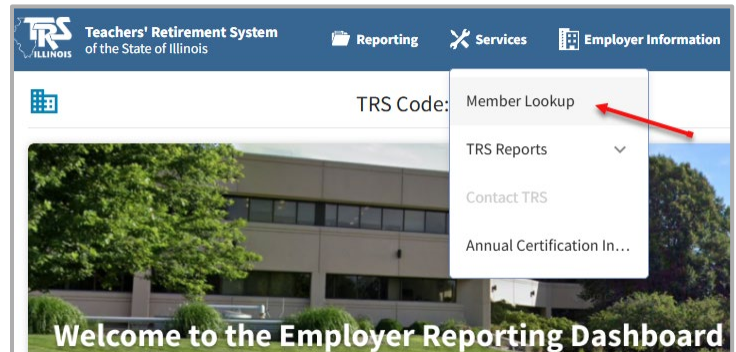 TRS
ILLINOIS
Teachers' Retirement System
of the State of Illinois
Reporting
Services
Employer Information
TRS Code:
Member Lookup
TRS Reports
Contact TRS
Annual Certification In...
Welcome to the Employer Reporting Dashboard